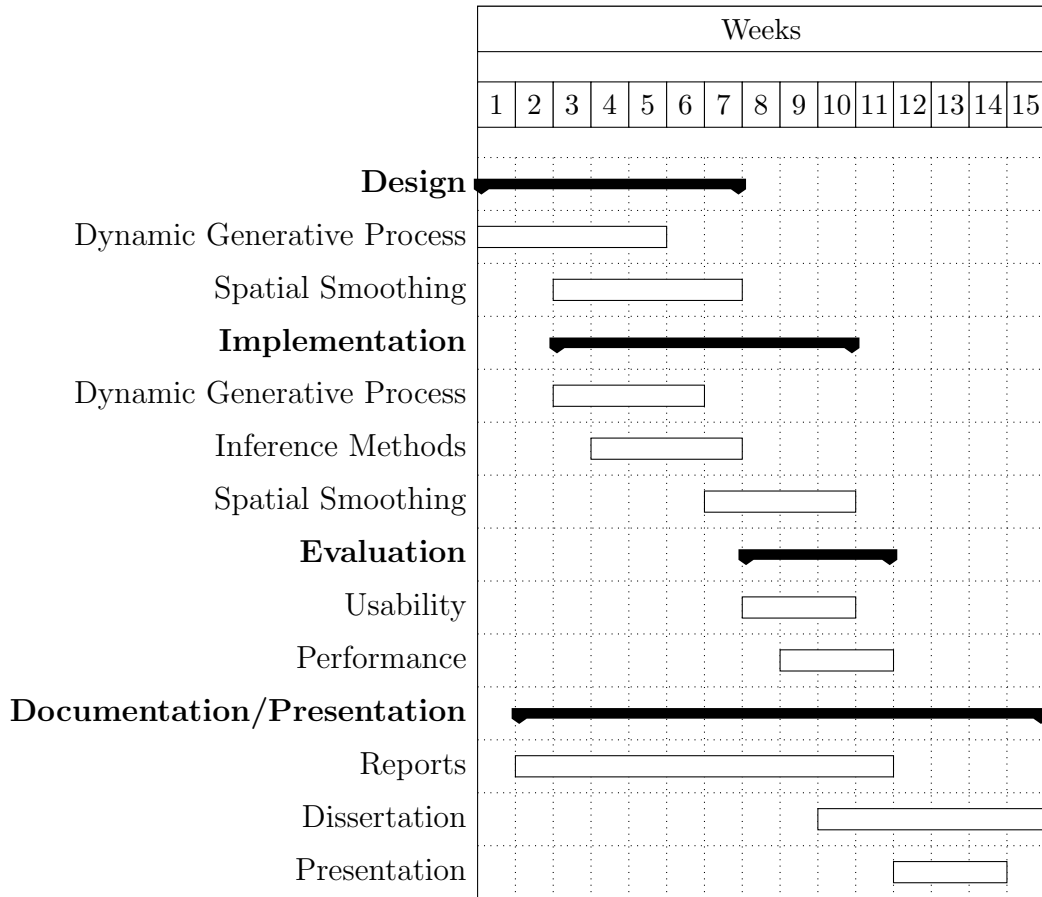 Weeks
1 2 3 4 5 6 7 8 9 10 11 12 13 14 15
Design
Dynamic Generative Process
Spatial Smoothing
Implementation
Dynamic Generative Process
Inference Methods
Spatial Smoothing
Evaluation
Usability
Performance
Documentation/Presentation
Reports
Dissertation
Presentation